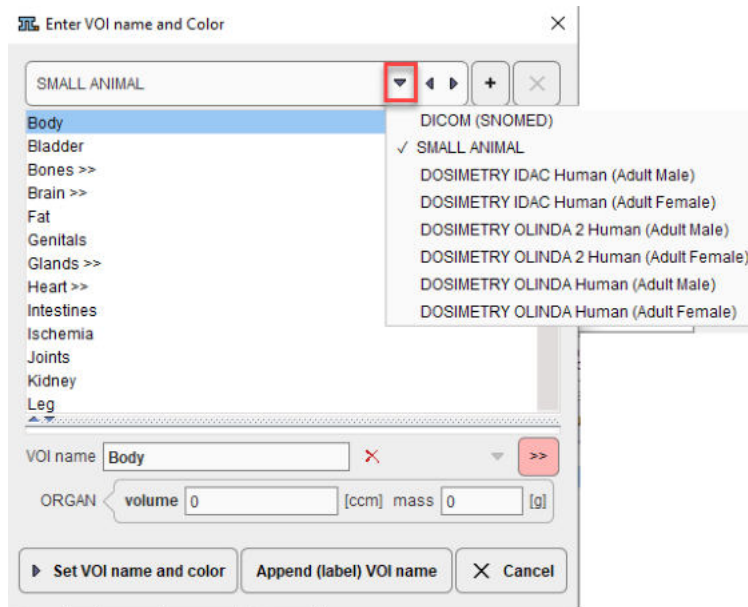 Enter VOI name and Color
SMALL ANIMAL
Body
Bladder
Bones >>
Brain >>
Fat
Genitals
Glands >>
Heart >>
Intestines
Ischemia
Joints
Kidney
Leg
DICOM (SNOMED)
✓ SMALL ANIMAL
DOSIMETRY IDAC Human (Adult Male)
DOSIMETRY IDAC Human (Adult Female)
DOSIMETRY OLINDA 2 Human (Adult Male)
DOSIMETRY OLINDA 2 Human (Adult Female)
DOSIMETRY OLINDA Human (Adult Male)
DOSIMETRY OLINDA Human (Adult Female)
VOI name Body >>
ORGAN volume 0 [ccm] mass 0 [g]
Set VOI name and color Append (label) VOI name Cancel